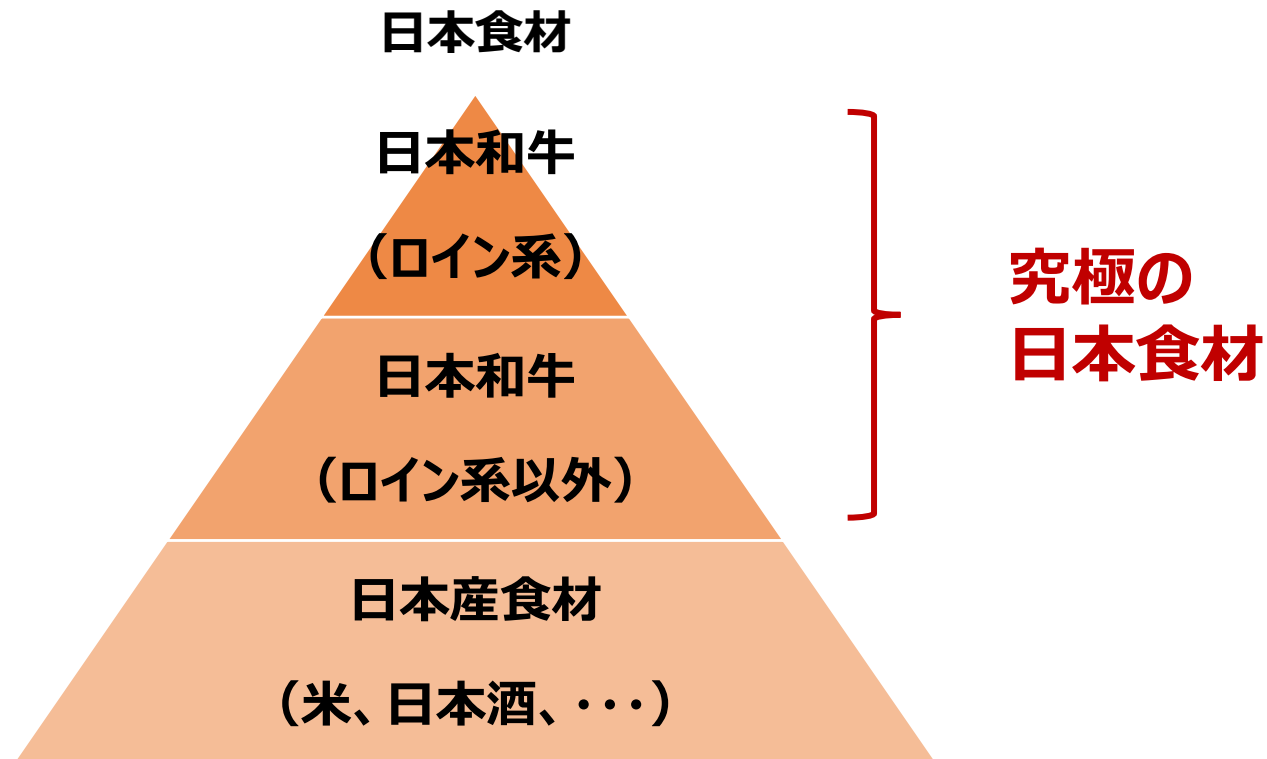 日本食材
日本和牛
（ロイン系）
日本和牛
（ロイン系以外）
日本産食材
（米、日本酒、・・・）
究極の
日本食材